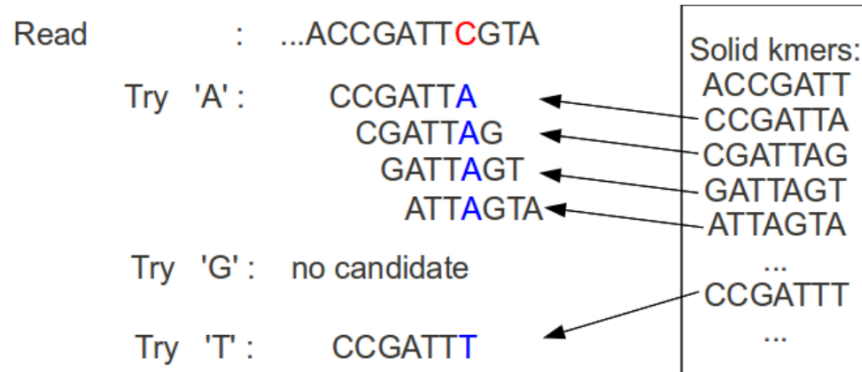 Read : ...ACCGATTCGTA
Try 'A' : CCGATTA
CGATTAG
GATTAGT
ATTAGTA
Try 'G' : no candidate
Try 'T' : CCGATTT
Solid kmers:
ACCGATT
CCGATTA
CGATTAG
GATTAGT
ATTAGTA
...
CCGATTT
...